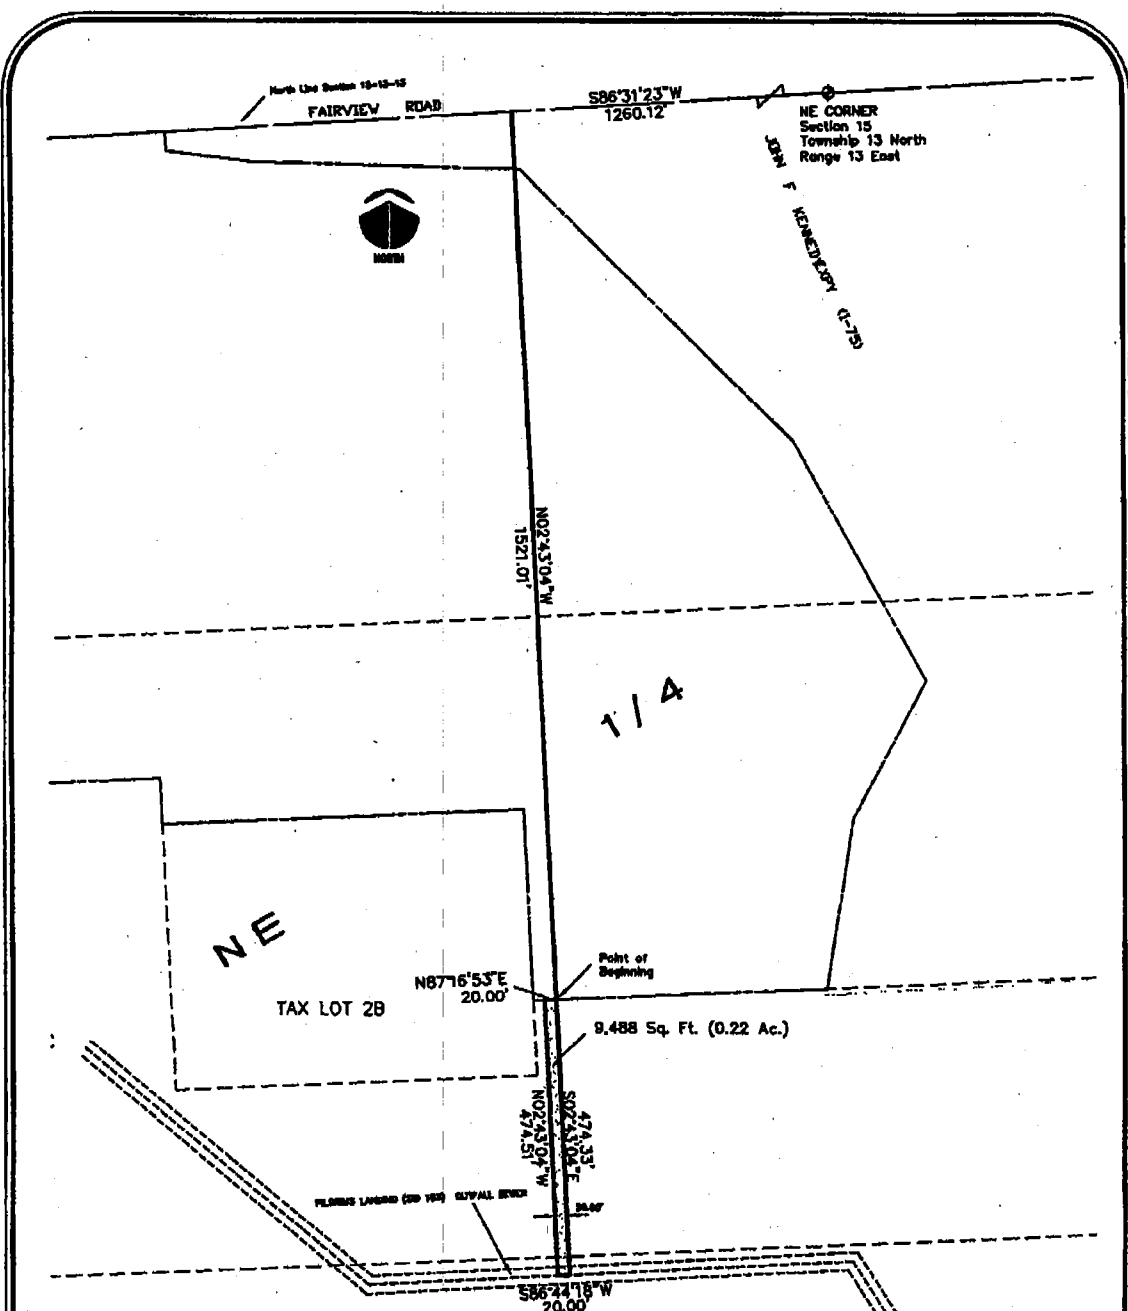 North Line Section 15-13-13
FAIRVIEW ROAD
S86°31'23"W
1260.12'
NE CORNER
Section 15
Township 13 North
Range 13 East
JOHN F KENNEDY EXPY (I-75)
NORTH
N02°43'04"W
1521.01'
1/4
NE
Point of
Beginning
N87°16'53"E
20.00'
TAX LOT 2B
9,488 Sq. Ft. (0.22 Ac.)
474.33'
S02°43'04"E
N02°43'04"W
474.51'
LANDING OUTFALL SEWER
20.00'
S86°44'18"W
20.00'